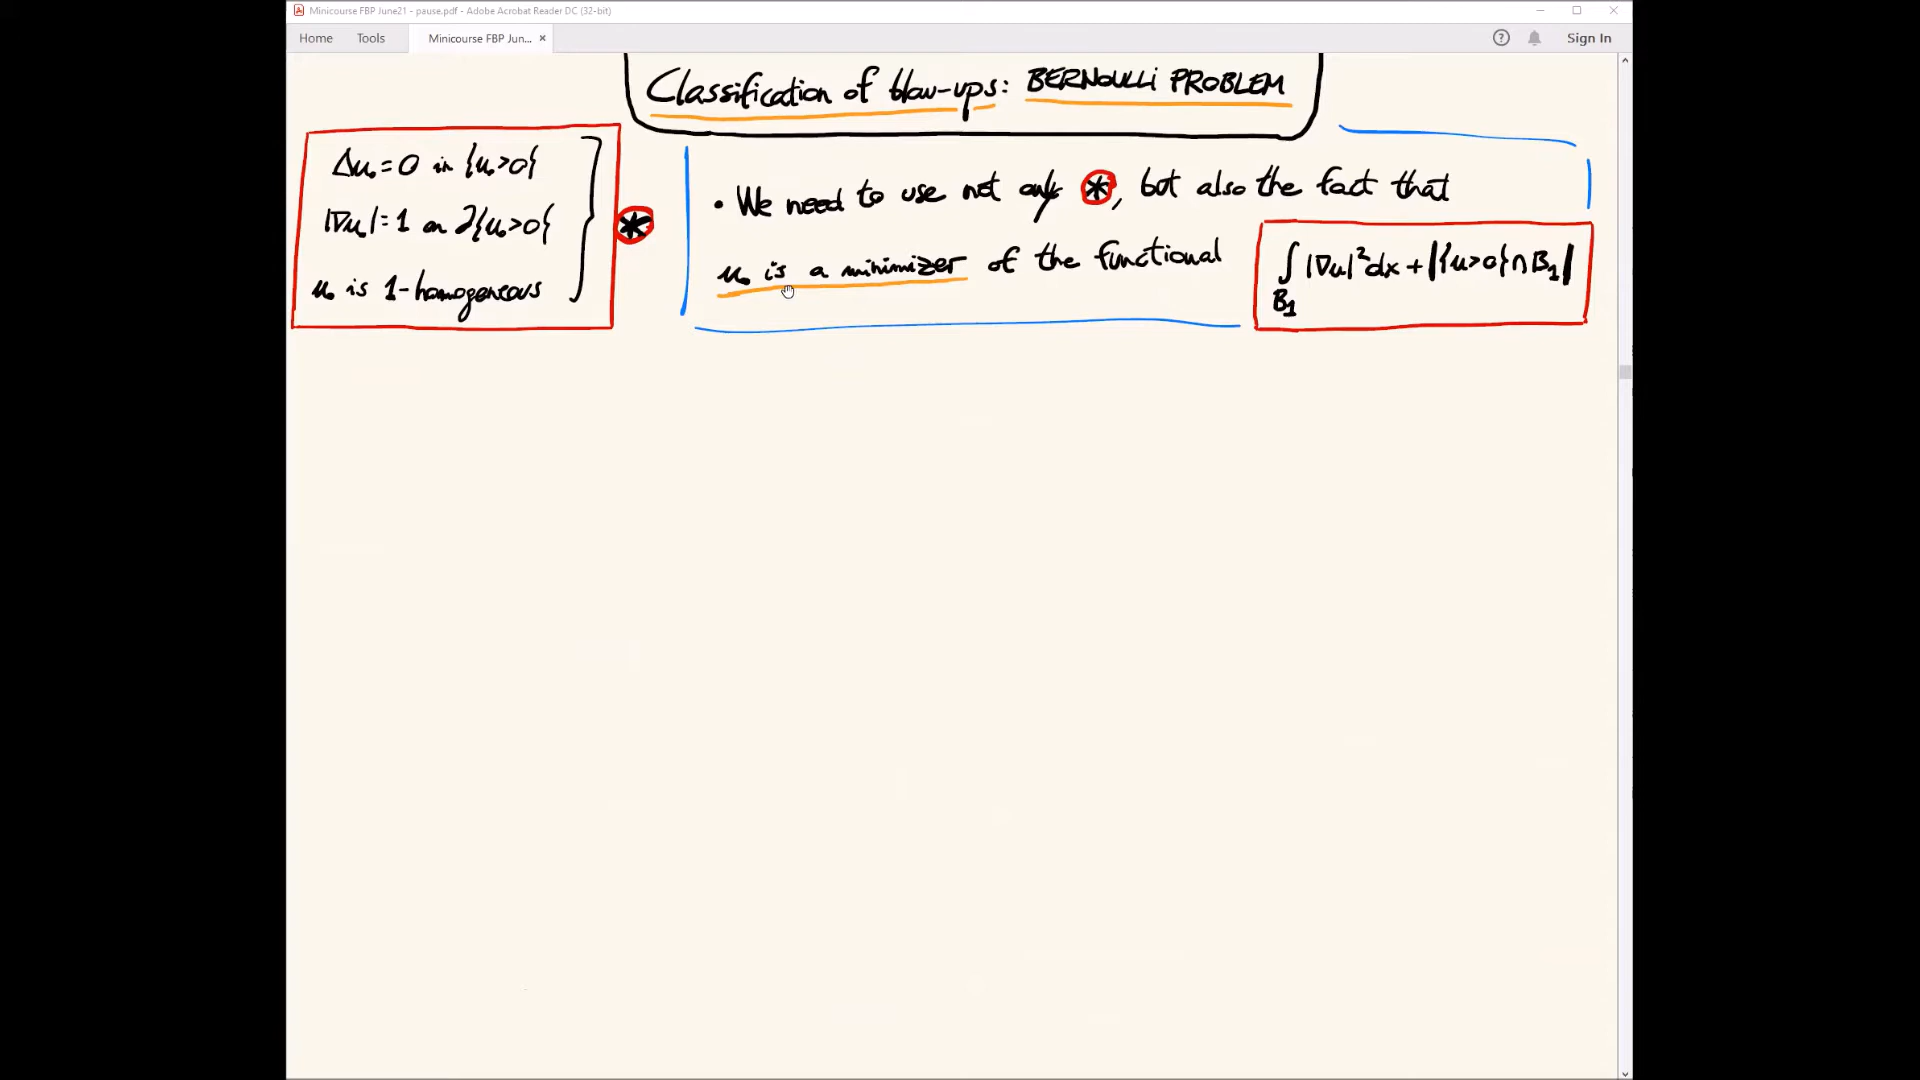 Minicourse FBP June21 - pause.pdf - Adobe Acrobat Reader DC (32-bit)
Home Tools Minicourse FBP Jun... × Sign In
Classification of blow-ups: BERNOULLI PROBLEM
Δu₀=0 in {u₀>0}
|∇u₀|=1 on ∂{u₀>0}
u₀ is 1-homogeneous
*
• We need to use not only *, but also the fact that
u₀ is a minimizer of the functional
∫_{B₁} |∇u|²dx + |{u>0}∩B₁|